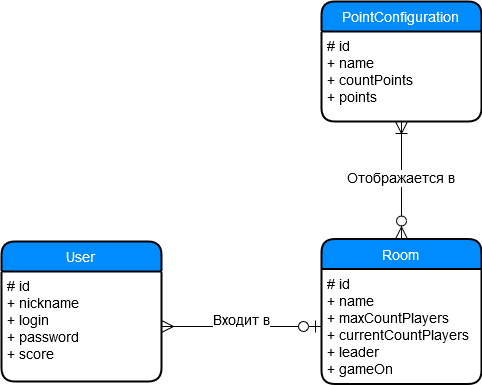 PointConfiguration
# id
+ name
+ countPoints
+ points
Отображается в
User
# id
+ nickname
+ login
+ password
+ score
Входит в
Room
# id
+ name
+ maxCountPlayers
+ currentCountPlayers
+ leader
+ gameOn